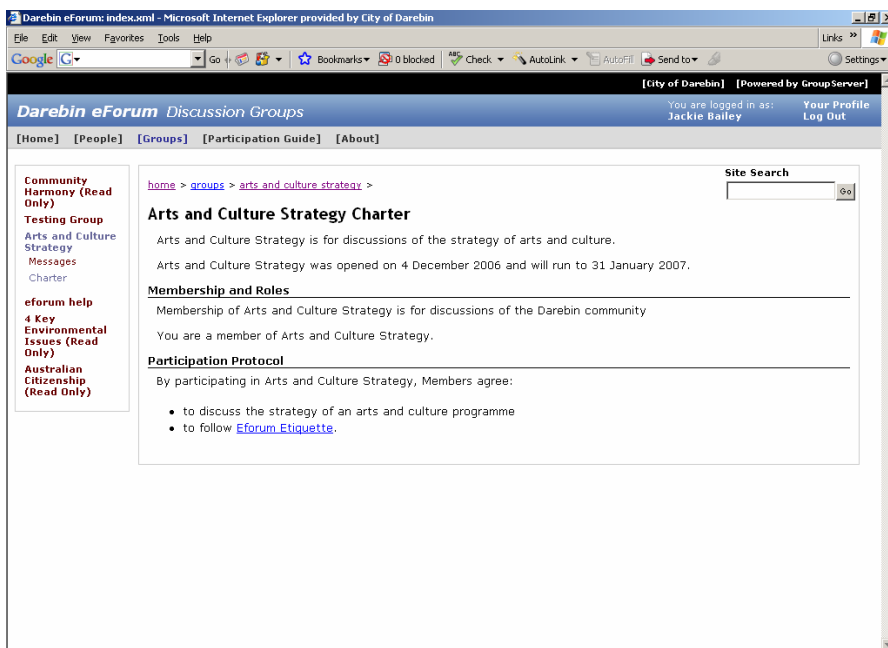 Darebin eForum: index.xml - Microsoft Internet Explorer provided by City of Darebin
File Edit View Favorites Tools Help
Links »
Google G Go Bookmarks 0 blocked ABC Check AutoLink AutoFill Send to Settings
[City of Darebin] [Powered by GroupServer]
Darebin eForum Discussion Groups
You are logged in as:
Jackie Bailey
Your Profile
Log Out
[Home] [People] [Groups] [Participation Guide] [About]
Community
Harmony (Read
Only)
Testing Group
Arts and Culture
Strategy
Messages
Charter
eforum help
4 Key
Environmental
Issues (Read
Only)
Australian
Citizenship
(Read Only)
Site Search
Go
home > groups > arts and culture strategy >
Arts and Culture Strategy Charter
Arts and Culture Strategy is for discussions of the strategy of arts and culture.
Arts and Culture Strategy was opened on 4 December 2006 and will run to 31 January 2007.
Membership and Roles
Membership of Arts and Culture Strategy is for discussions of the Darebin community
You are a member of Arts and Culture Strategy.
Participation Protocol
By participating in Arts and Culture Strategy, Members agree:
• to discuss the strategy of an arts and culture programme
• to follow Eforum Etiquette.